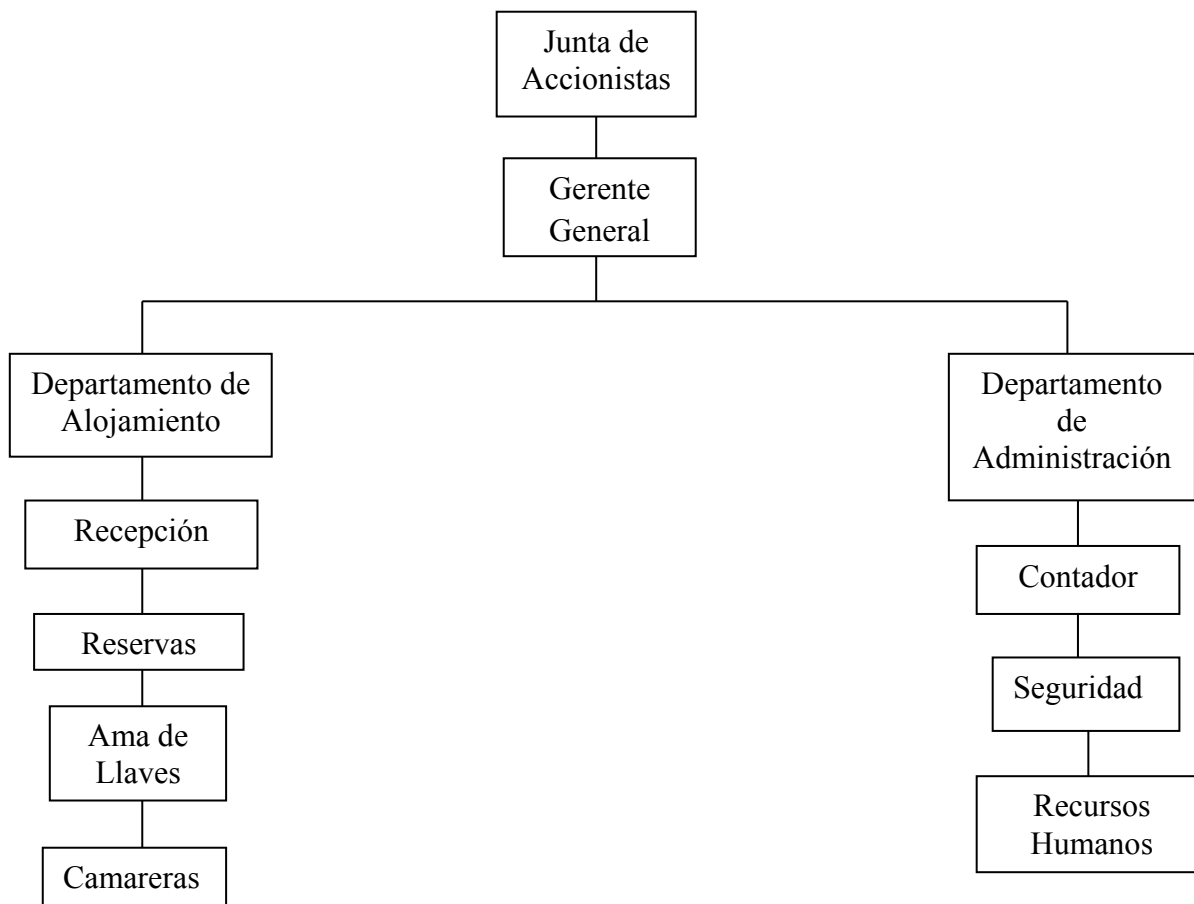 Junta de
Accionistas
Gerente
General
Departamento de
Alojamiento
Departamento
de
Administración
Recepción
Contador
Reservas
Seguridad
Ama de
Llaves
Recursos
Humanos
Camareras